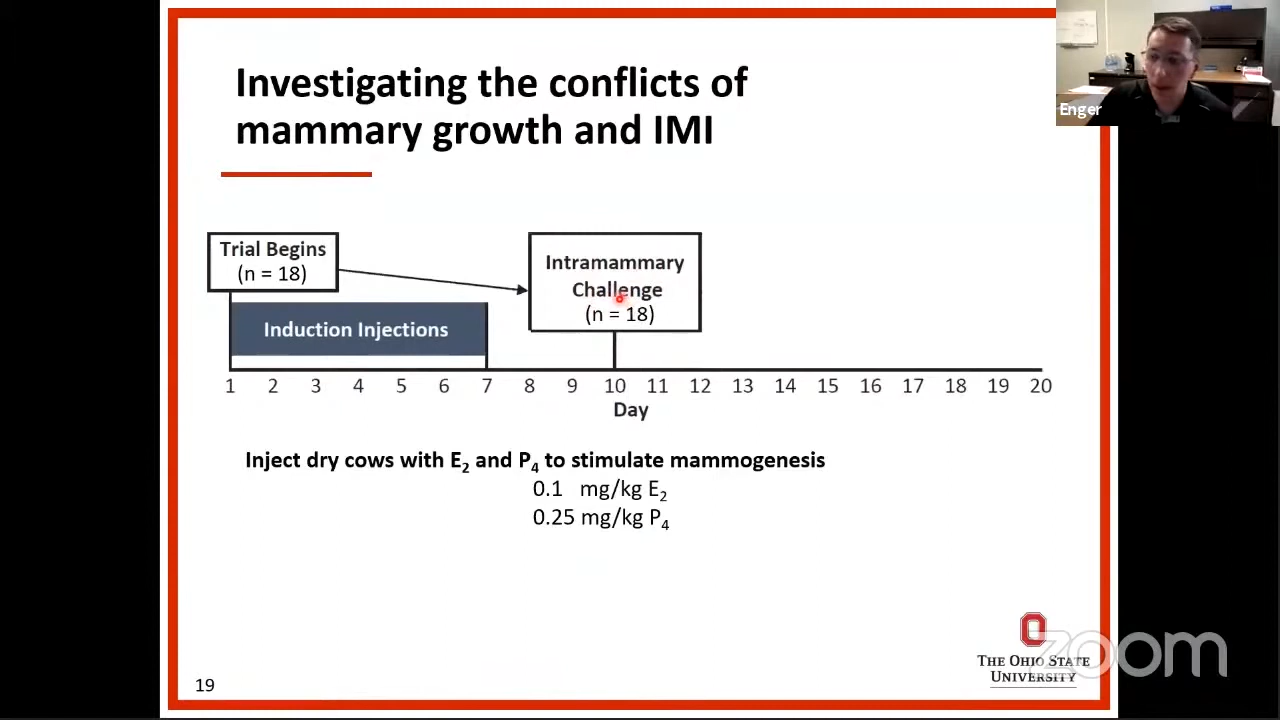 Investigating the conflicts of
mammary growth and IMI
Enger
Trial Begins
(n = 18)
Intramammary
Challenge
(n = 18)
Induction Injections
1 2 3 4 5 6 7 8 9 10 11 12 13 14 15 16 17 18 19 20
Day
Inject dry cows with E₂ and P₄ to stimulate mammogenesis
0.1 mg/kg E₂
0.25 mg/kg P₄
THE OHIO STATE
UNIVERSITY
zoom
19